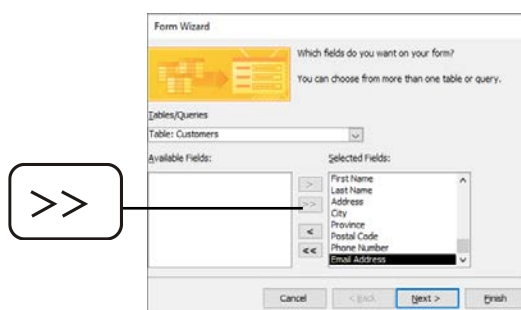 Form Wizard
Which fields do you want on your form?
You can choose from more than one table or query.
Tables/Queries
Table: Customers
Available Fields:
Selected Fields:
>
>>
<
<<
First Name
Last Name
Address
City
Province
Postal Code
Phone Number
Email Address
>>
Cancel
< Back
Next >
Finish